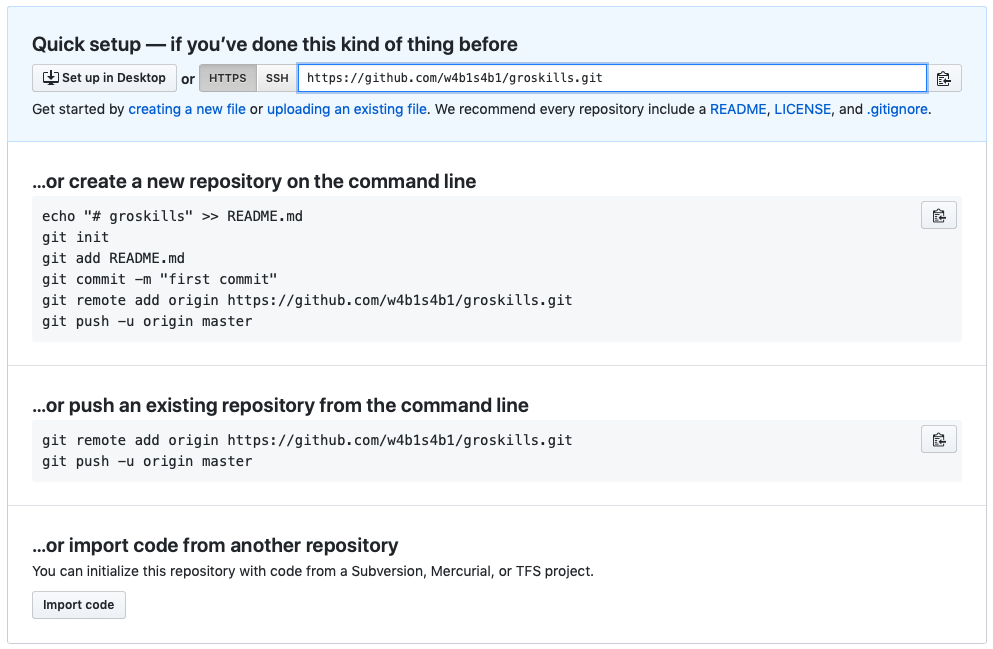 Quick setup — if you’ve done this kind of thing before
Set up in Desktop or HTTPS SSH https://github.com/w4b1s4b1/groskills.git
Get started by creating a new file or uploading an existing file. We recommend every repository include a README, LICENSE, and .gitignore.
…or create a new repository on the command line
echo "# groskills" >> README.md
git init
git add README.md
git commit -m "first commit"
git remote add origin https://github.com/w4b1s4b1/groskills.git
git push -u origin master
…or push an existing repository from the command line
git remote add origin https://github.com/w4b1s4b1/groskills.git
git push -u origin master
…or import code from another repository
You can initialize this repository with code from a Subversion, Mercurial, or TFS project.
Import code